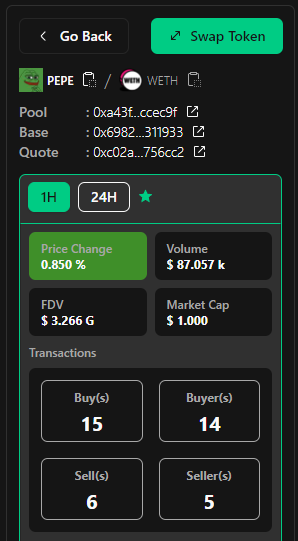 Go Back
Swap Token
PEPE / WETH WETH
Pool : 0xa43f...ccec9f
Base : 0x6982...311933
Quote : 0xc02a...756cc2
1H 24H
Price Change Volume
0.850 % $ 87.057 k
FDV Market Cap
$ 3.266 G $ 1.000
Transactions
Buy(s) Buyer(s)
15 14
Sell(s) Seller(s)
6 5